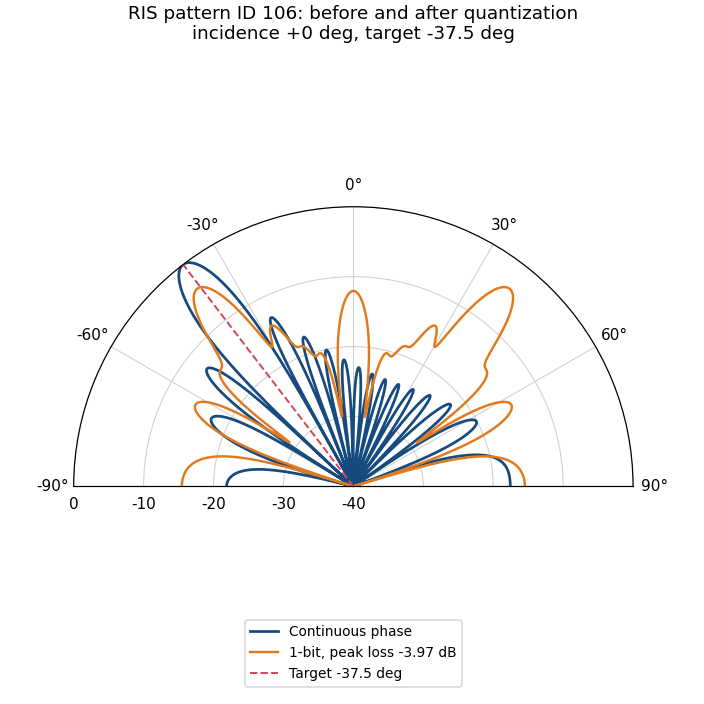 RIS pattern ID 106: before and after quantization
incidence +0 deg, target -37.5 deg
0°
-30°
30°
-60°
60°
-90°
90°
0
-10
-20
-30
-40
Continuous phase
1-bit, peak loss -3.97 dB
Target -37.5 deg